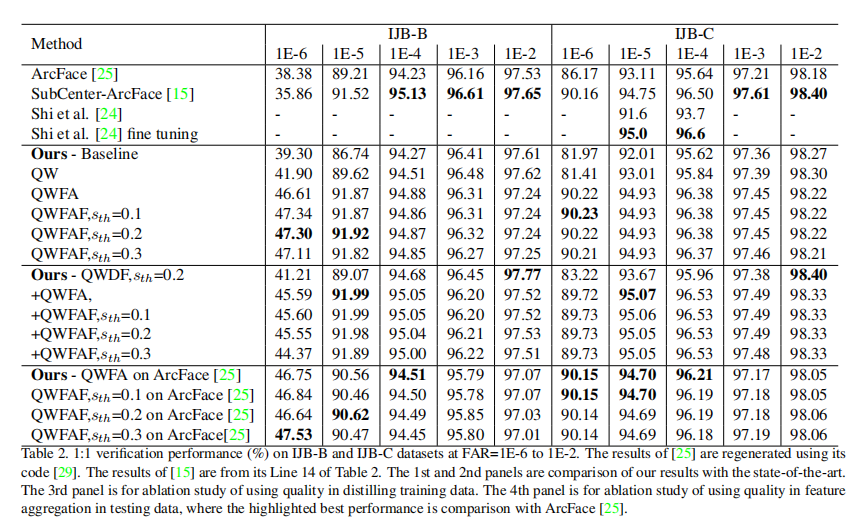 Method IJB-B IJB-C
1E-6 1E-5 1E-4 1E-3 1E-2 1E-6 1E-5 1E-4 1E-3 1E-2
ArcFace [25] 38.38 89.21 94.23 96.16 97.53 86.17 93.11 95.64 97.21 98.18
SubCenter-ArcFace [15] 35.86 91.52 95.13 96.61 97.65 90.16 94.75 96.50 97.61 98.40
Shi et al. [24] - - - - - - 91.6 93.7 - -
Shi et al. [24] fine tuning - - - - - - 95.0 96.6 - -
Ours - Baseline 39.30 86.74 94.27 96.41 97.61 81.97 92.01 95.62 97.36 98.27
QW 41.90 89.62 94.51 96.48 97.62 81.41 93.01 95.84 97.39 98.30
QWFA 46.61 91.87 94.88 96.31 97.24 90.22 94.93 96.38 97.45 98.22
QWFAF,sth=0.1 47.34 91.87 94.86 96.31 97.24 90.23 94.93 96.38 97.45 98.22
QWFAF,sth=0.2 47.30 91.92 94.87 96.32 97.24 90.22 94.93 96.38 97.45 98.22
QWFAF,sth=0.3 47.11 91.82 94.85 96.27 97.25 90.21 94.93 96.37 97.46 98.21
Ours - QWDF,sth=0.2 41.21 89.07 94.68 96.45 97.77 83.22 93.67 95.96 97.38 98.40
+QWFA, 45.59 91.99 95.05 96.20 97.52 89.72 95.07 96.53 97.49 98.33
+QWFAF,sth=0.1 45.60 91.99 95.05 96.20 97.52 89.73 95.06 96.53 97.49 98.33
+QWFAF,sth=0.2 45.55 91.98 95.04 96.21 97.53 89.73 95.05 96.53 97.49 98.33
+QWFAF,sth=0.3 44.37 91.89 95.00 96.22 97.51 89.73 95.05 96.53 97.48 98.33
Ours - QWFA on ArcFace [25] 46.75 90.56 94.51 95.79 97.07 90.15 94.70 96.21 97.17 98.05
QWFAF,sth=0.1 on ArcFace [25] 46.84 90.46 94.50 95.78 97.07 90.15 94.70 96.19 97.18 98.05
QWFAF,sth=0.2 on ArcFace [25] 46.64 90.62 94.49 95.85 97.03 90.14 94.69 96.19 97.18 98.06
QWFAF,sth=0.3 on ArcFace[25] 47.53 90.47 94.45 95.80 97.01 90.14 94.69 96.18 97.19 98.06
Table 2. 1:1 verification performance (%) on IJB-B and IJB-C datasets at FAR=1E-6 to 1E-2. The results of [25] are regenerated using its
code [29]. The results of [15] are from its Line 14 of Table 2. The 1st and 2nd panels are comparison of our results with the state-of-the-art.
The 3rd panel is for ablation study of using quality in distilling training data. The 4th panel is for ablation study of using quality in feature
aggregation in testing data, where the highlighted best performance is comparison with ArcFace [25].